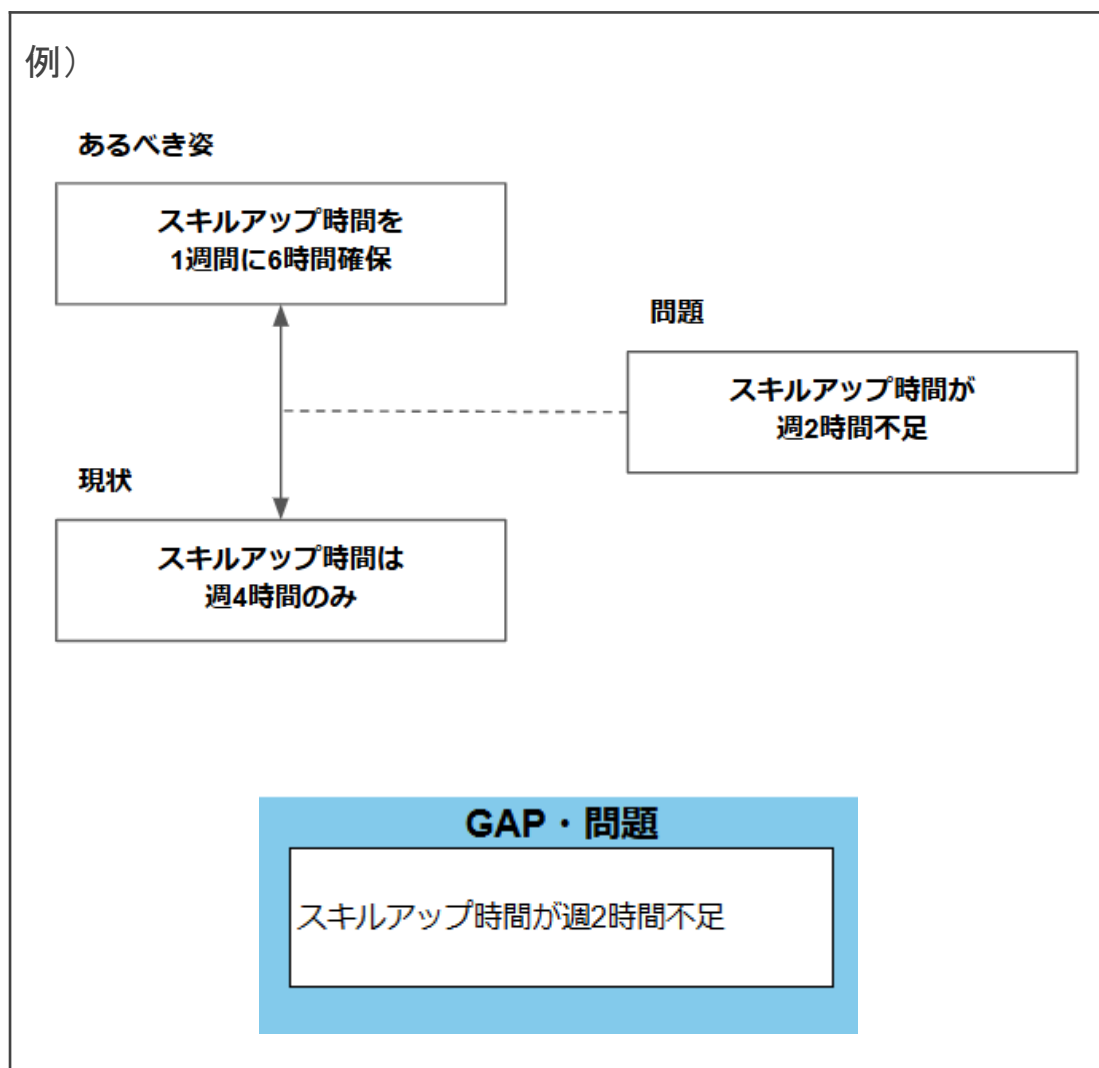 例）
あるべき姿
スキルアップ時間を
1週間に6時間確保
問題
スキルアップ時間が
週2時間不足
現状
スキルアップ時間は
週4時間のみ
GAP・問題
スキルアップ時間が週2時間不足